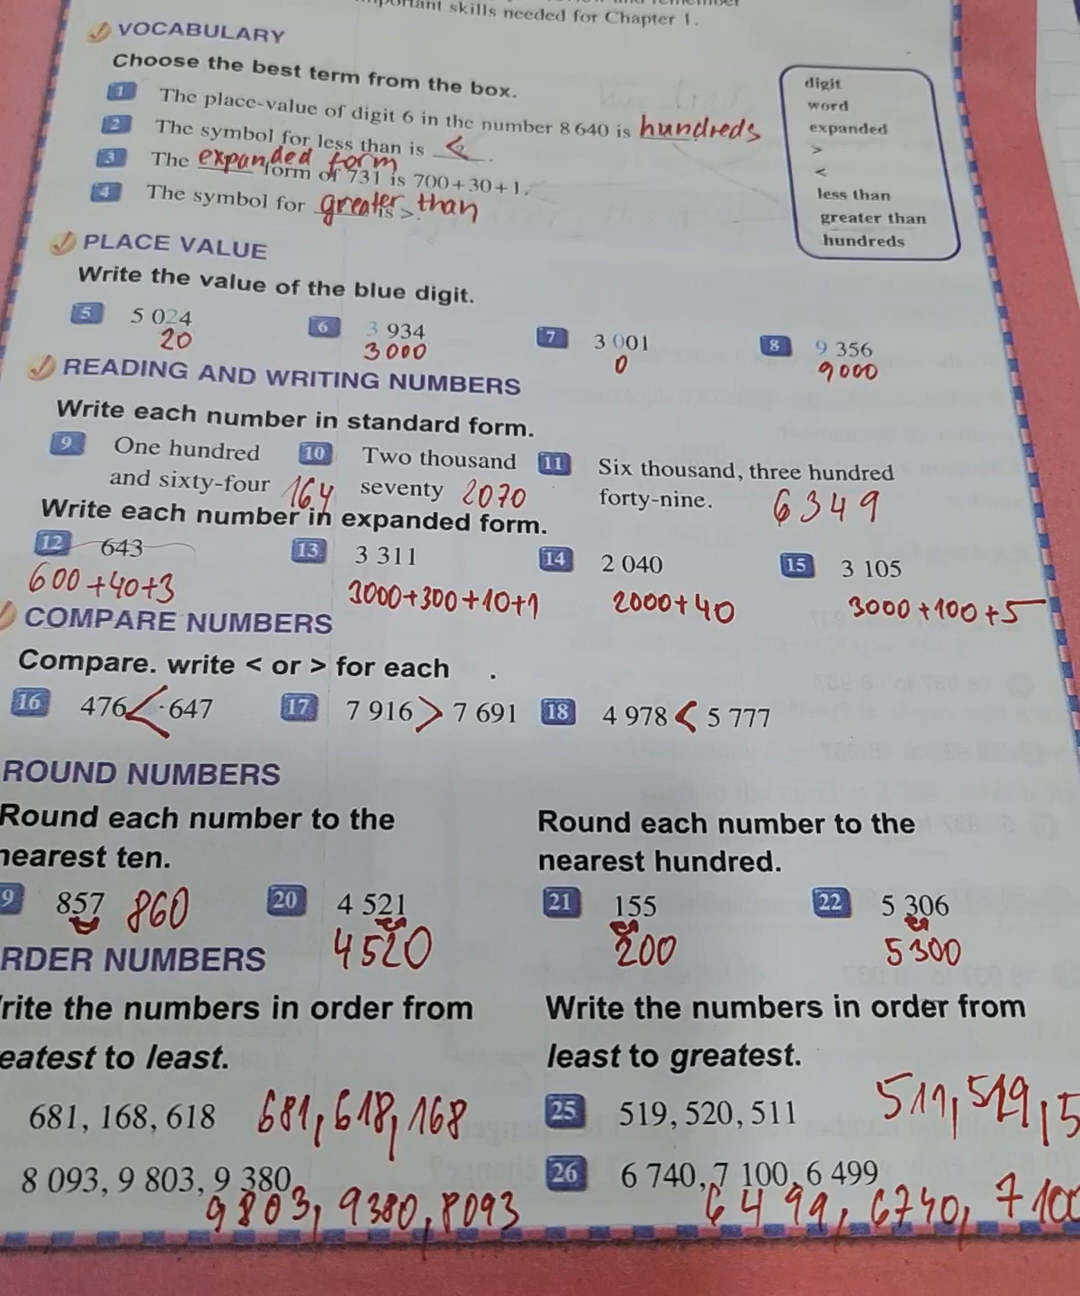 important skills needed for Chapter 1.
VOCABULARY
Choose the best term from the box.
1 The place-value of digit 6 in the number 8 640 is hundreds
2 The symbol for less than is <.
3 The expanded form form of 731 is 700+30+1.
4 The symbol for greater than is >.
digit
word
expanded
>
<
less than
greater than
hundreds
PLACE VALUE
Write the value of the blue digit.
5 5 024 6 3 934 7 3 001 8 9 356
20 3000 0 9000
READING AND WRITING NUMBERS
Write each number in standard form.
9 One hundred 10 Two thousand 11 Six thousand, three hundred
and sixty-four 164 seventy 2070 forty-nine. 6349
Write each number in expanded form.
12 643 13 3 311 14 2 040 15 3 105
600+40+3 3000+300+10+1 2000+40 3000+100+5
COMPARE NUMBERS
Compare. write < or > for each .
16 476 < 647 17 7 916 > 7 691 18 4 978 < 5 777
ROUND NUMBERS
Round each number to the
nearest ten.
Round each number to the
nearest hundred.
9 857 860 20 4 521 21 155 22 5 306
4520 200 5300
RDER NUMBERS
rite the numbers in order from
eatest to least.
Write the numbers in order from
least to greatest.
681, 168, 618 681, 618, 168 25 519, 520, 511 511, 519, 5
8 093, 9 803, 9 380 26 6 740, 7 100, 6 499
9803, 9380, 8093 6499, 6740, 7100